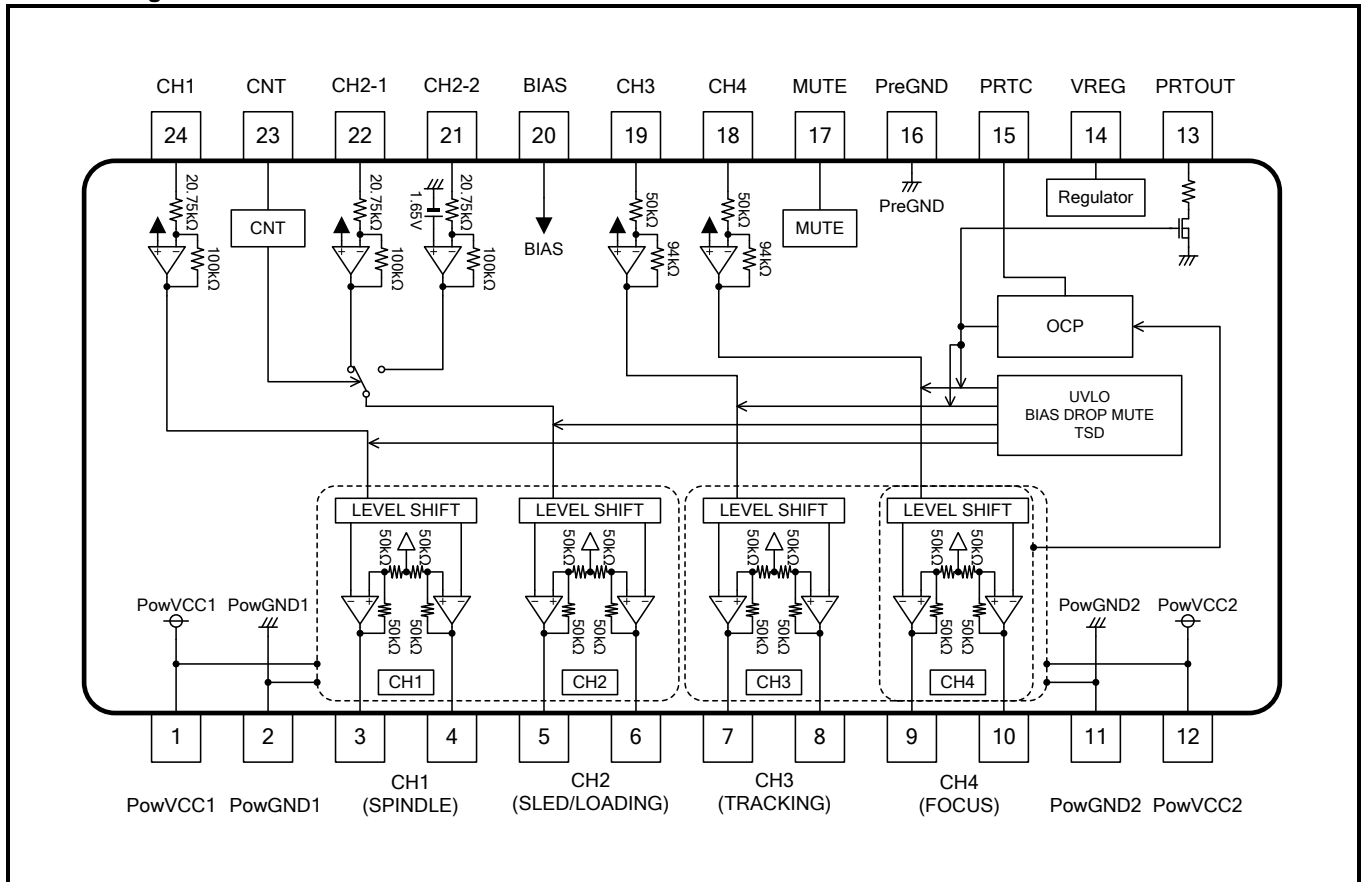 CH1 CNT CH2-1 CH2-2 BIAS CH3 CH4 MUTE PreGND PRTC VREG PRTOUT
24 23 22 21 20 19 18 17 16 15 14 13
20.75kΩ 20.75kΩ 1.65V 20.75kΩ 50kΩ 50kΩ
PreGND
Regulator
CNT
MUTE
BIAS
+ - + - + - + - + -
100kΩ 100kΩ 100kΩ 94kΩ 94kΩ
OCP
UVLO
BIAS DROP MUTE
TSD
LEVEL SHIFT LEVEL SHIFT LEVEL SHIFT LEVEL SHIFT
50kΩ 50kΩ 50kΩ 50kΩ 50kΩ 50kΩ 50kΩ 50kΩ
PowVCC1 PowGND1 PowGND2 PowVCC2
- + + - - + + - - + + - - + + -
50kΩ 50kΩ 50kΩ 50kΩ 50kΩ 50kΩ 50kΩ 50kΩ
CH1 CH2 CH3 CH4
1 2 3 4 5 6 7 8 9 10 11 12
PowVCC1 PowGND1 CH1 CH2 CH3 CH4 PowGND2 PowVCC2
(SPINDLE) (SLED/LOADING) (TRACKING) (FOCUS)